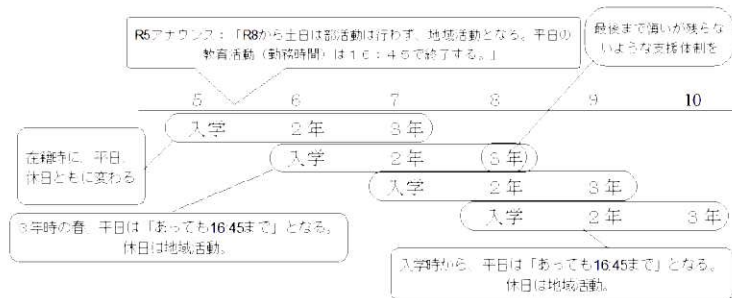 R5アナウンス:「R8から土日は部活動は行わず、地域活動となる。平日の
教育活動(勤務時間)は16:45で終了する。」
最後まで悔いが残らな
いような支援体制を
5 6 7 8 9 10
入学 2年 3年
在籍時に、平日、
休日ともに変わる
入学 2年 3年
入学 2年 3年
入学 2年 3年
3年時の春、平日は「あっても16:45まで」となる。
休日は地域活動。
入学時から、平日は「あっても16:45まで」となる。
休日は地域活動。